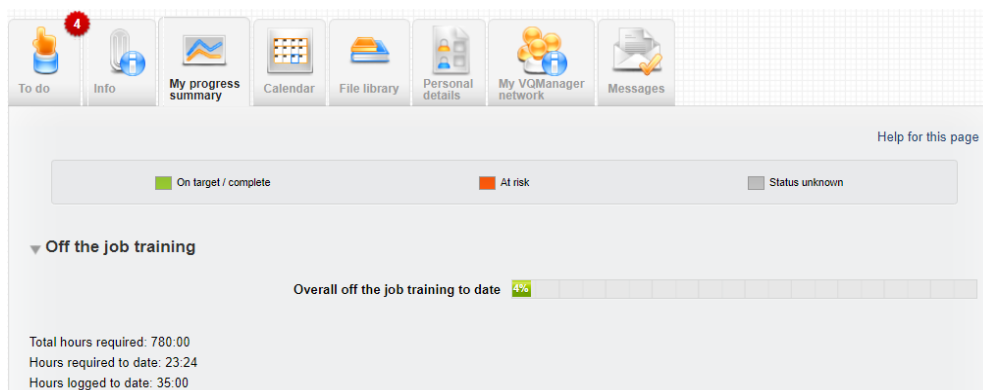 4
To do
Info
My progress
summary
Calendar
File library
Personal
details
My VQManager
network
Messages
Help for this page
On target / complete
At risk
Status unknown
Off the job training
Overall off the job training to date 4%
Total hours required: 780:00
Hours required to date: 23:24
Hours logged to date: 35:00